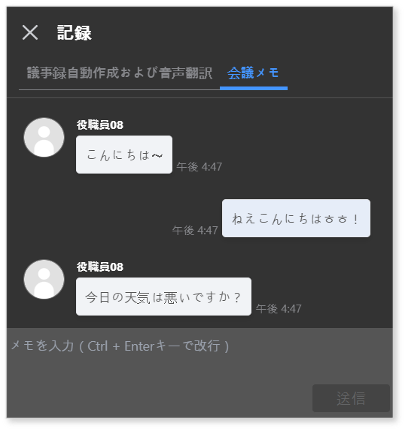 記録
議事録自動作成および音声翻訳 会議メモ
役職員08
こんにちは～
午後 4:47
午後 4:47 ねえこんにちはㅎㅎ！
役職員08
今日の天気は悪いですか？
午後 4:47
メモを入力 ( Ctrl + Enterキーで改行 )
送信